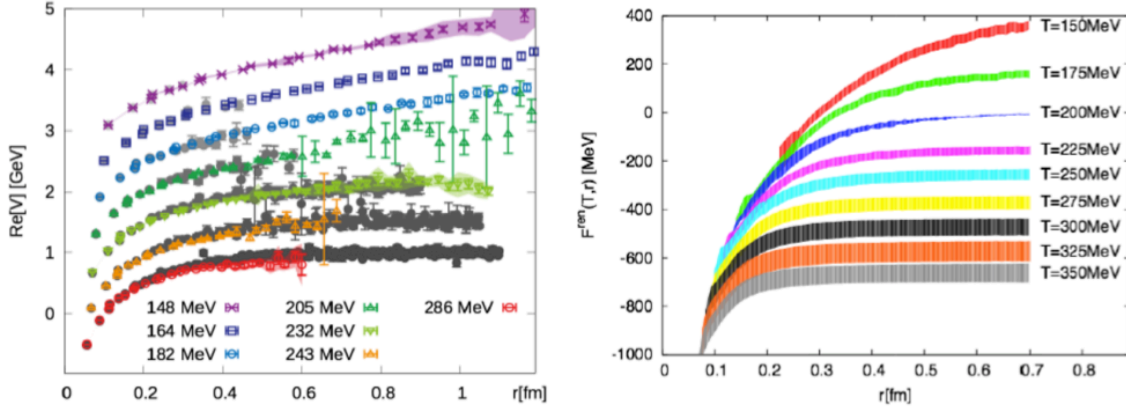 5
4
3
2
1
0
Re[V] [GeV]
148 MeV
164 MeV
182 MeV
205 MeV
232 MeV
243 MeV
286 MeV
0 0.2 0.4 0.6 0.8 1
r[fm]
400
200
0
-200
-400
-600
-800
-1000
F^ren(T,r) [MeV]
T=150MeV
T=175MeV
T=200MeV
T=225MeV
T=250MeV
T=275MeV
T=300MeV
T=325MeV
T=350MeV
0.1 0.2 0.3 0.4 0.5 0.6 0.7 0.8
r[fm]